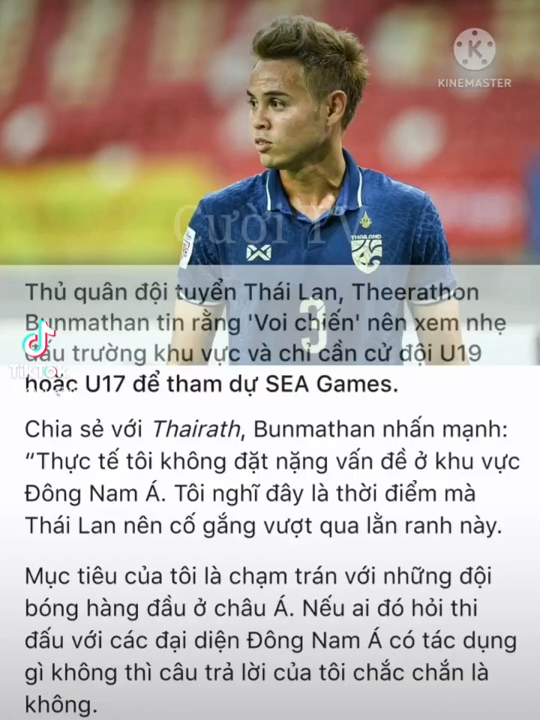 KINEMASTER
Cười TV
THAILAND
3
Thủ quân đội tuyển Thái Lan, Theerathon
Bunmathan tin rằng 'Voi chiến' nên xem nhẹ
đấu trường khu vực và chỉ cần cử đội U19
TikTok
hoặc U17 để tham dự SEA Games.
Chia sẻ với Thairath, Bunmathan nhấn mạnh:
“Thực tế tôi không đặt nặng vấn đề ở khu vực
Đông Nam Á. Tôi nghĩ đây là thời điểm mà
Thái Lan nên cố gắng vượt qua lằn ranh này.
Mục tiêu của tôi là chạm trán với những đội
bóng hàng đầu ở châu Á. Nếu ai đó hỏi thi
đấu với các đại diện Đông Nam Á có tác dụng
gì không thì câu trả lời của tôi chắc chắn là
không.